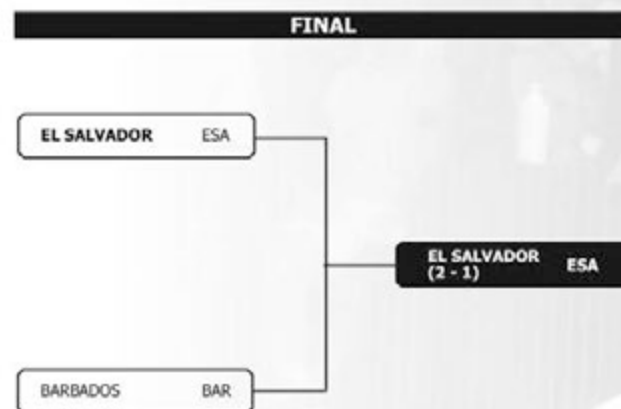 FINAL
EL SALVADOR ESA
EL SALVADOR
(2 - 1) ESA
BARBADOS BAR